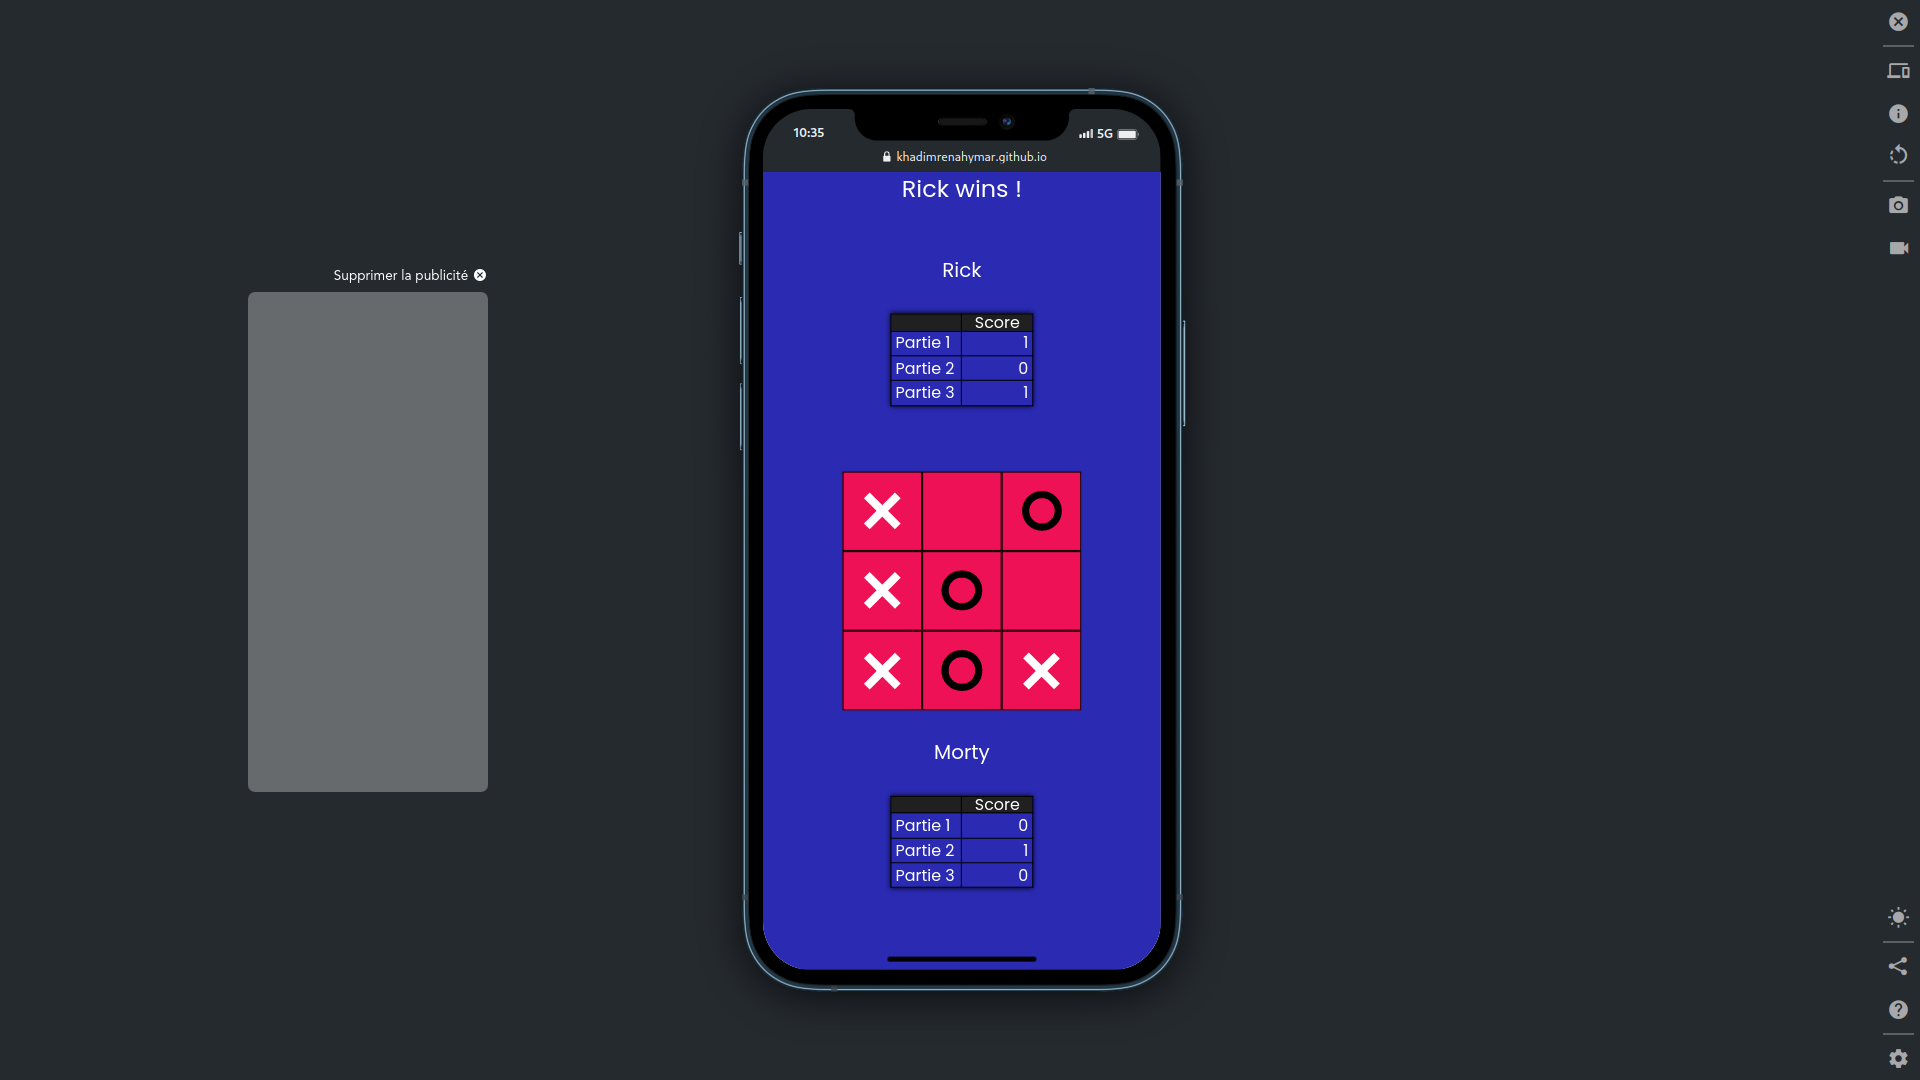 10:35
5G
khadimrenahymar.github.io
Rick wins !
Supprimer la publicité
Rick
Score
Partie 1 1
Partie 2 0
Partie 3 1
Morty
Score
Partie 1 0
Partie 2 1
Partie 3 0